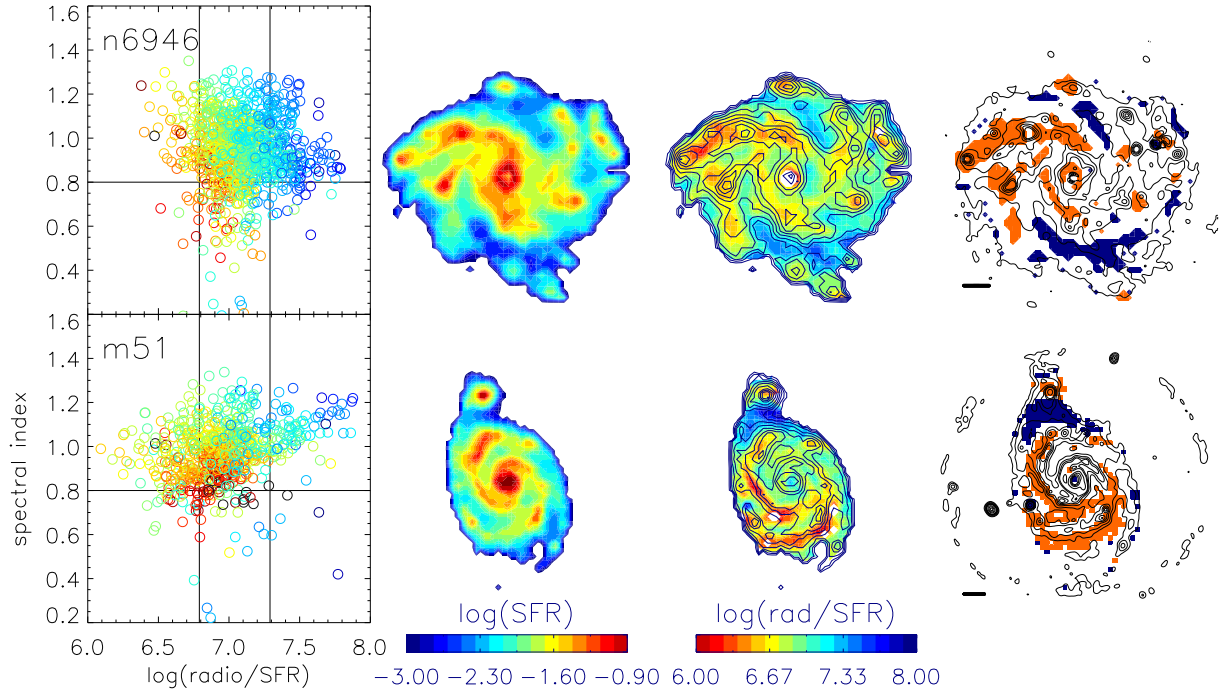 n6946
1.6
1.4
1.2
1.0
0.8
0.6
0.4
m51
1.6
1.4
1.2
1.0
0.8
0.6
0.4
0.2
spectral index
6.0 6.5 7.0 7.5 8.0
log(radio/SFR)
log(SFR)
−3.00 −2.30 −1.60 −0.90
log(rad/SFR)
6.00 6.67 7.33 8.00